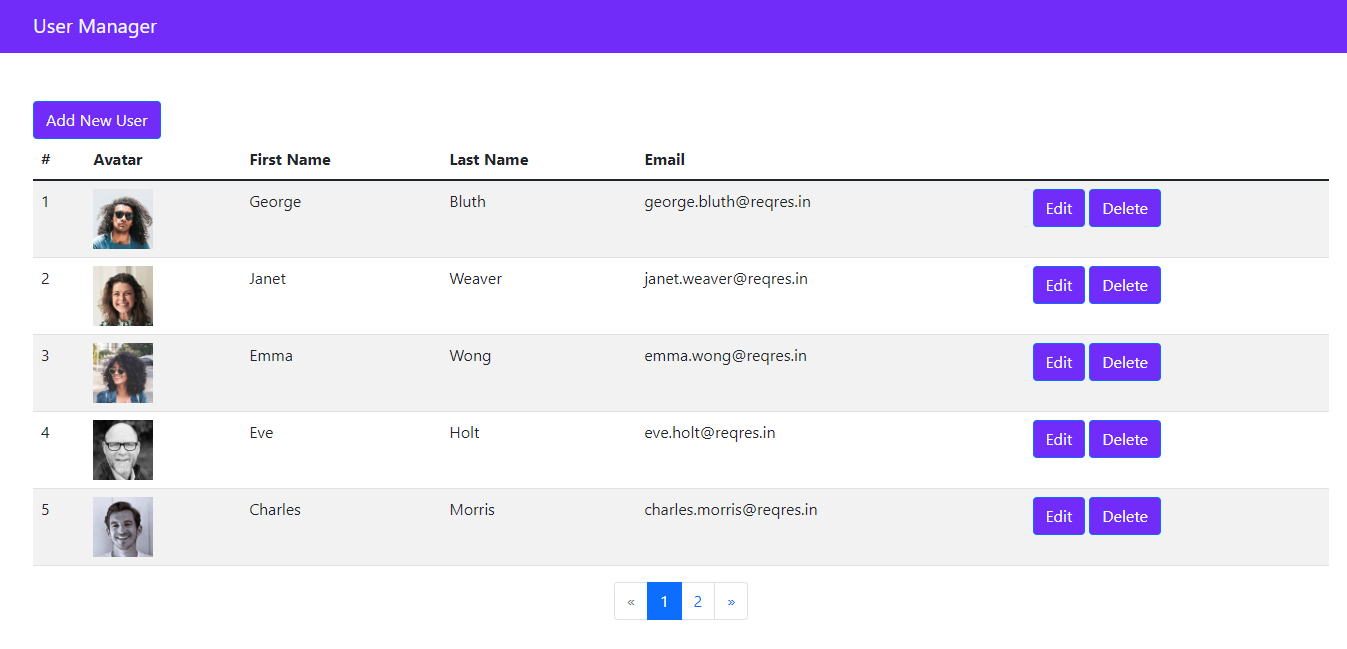 User Manager
Add New User
# Avatar First Name Last Name Email
1 George Bluth george.bluth@reqres.in Edit Delete
2 Janet Weaver janet.weaver@reqres.in Edit Delete
3 Emma Wong emma.wong@reqres.in Edit Delete
4 Eve Holt eve.holt@reqres.in Edit Delete
5 Charles Morris charles.morris@reqres.in Edit Delete
« 1 2 »